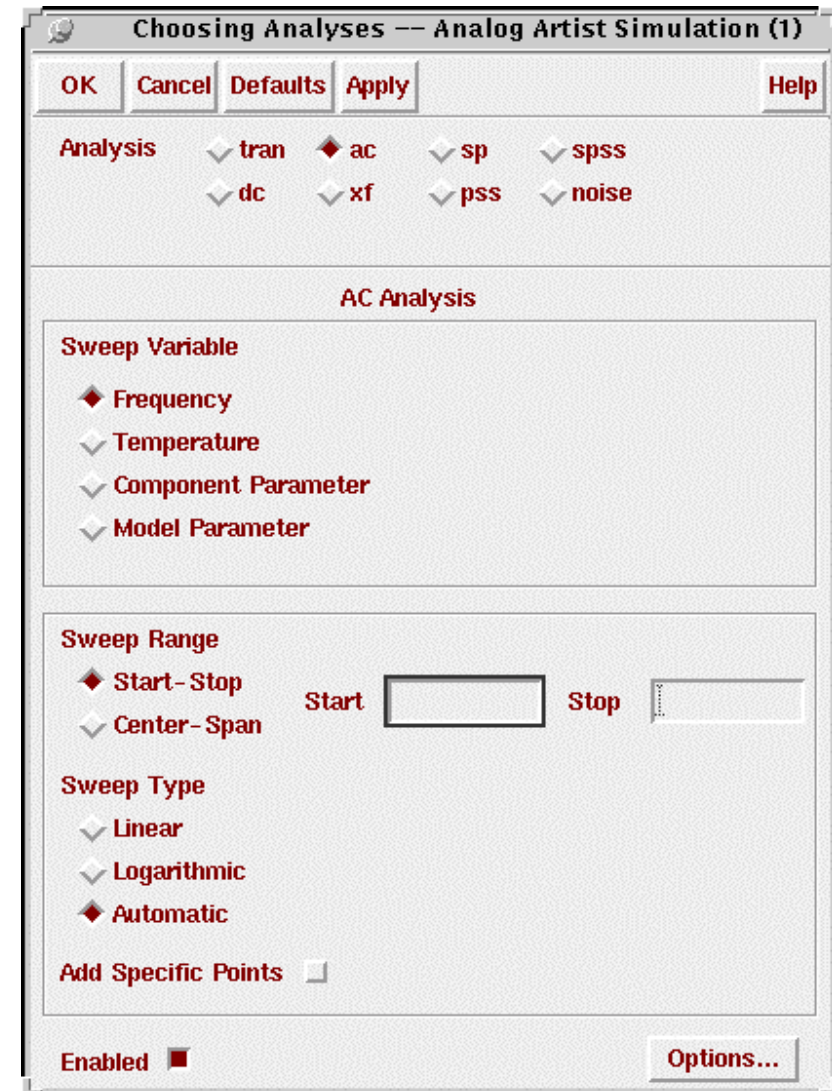 Choosing Analyses –– Analog Artist Simulation (1)
OK Cancel Defaults Apply Help
Analysis tran ac sp spss
dc xf pss noise
AC Analysis
Sweep Variable
Frequency
Temperature
Component Parameter
Model Parameter
Sweep Range
Start-Stop
Start Stop
Center-Span
Sweep Type
Linear
Logarithmic
Automatic
Add Specific Points
Enabled Options...